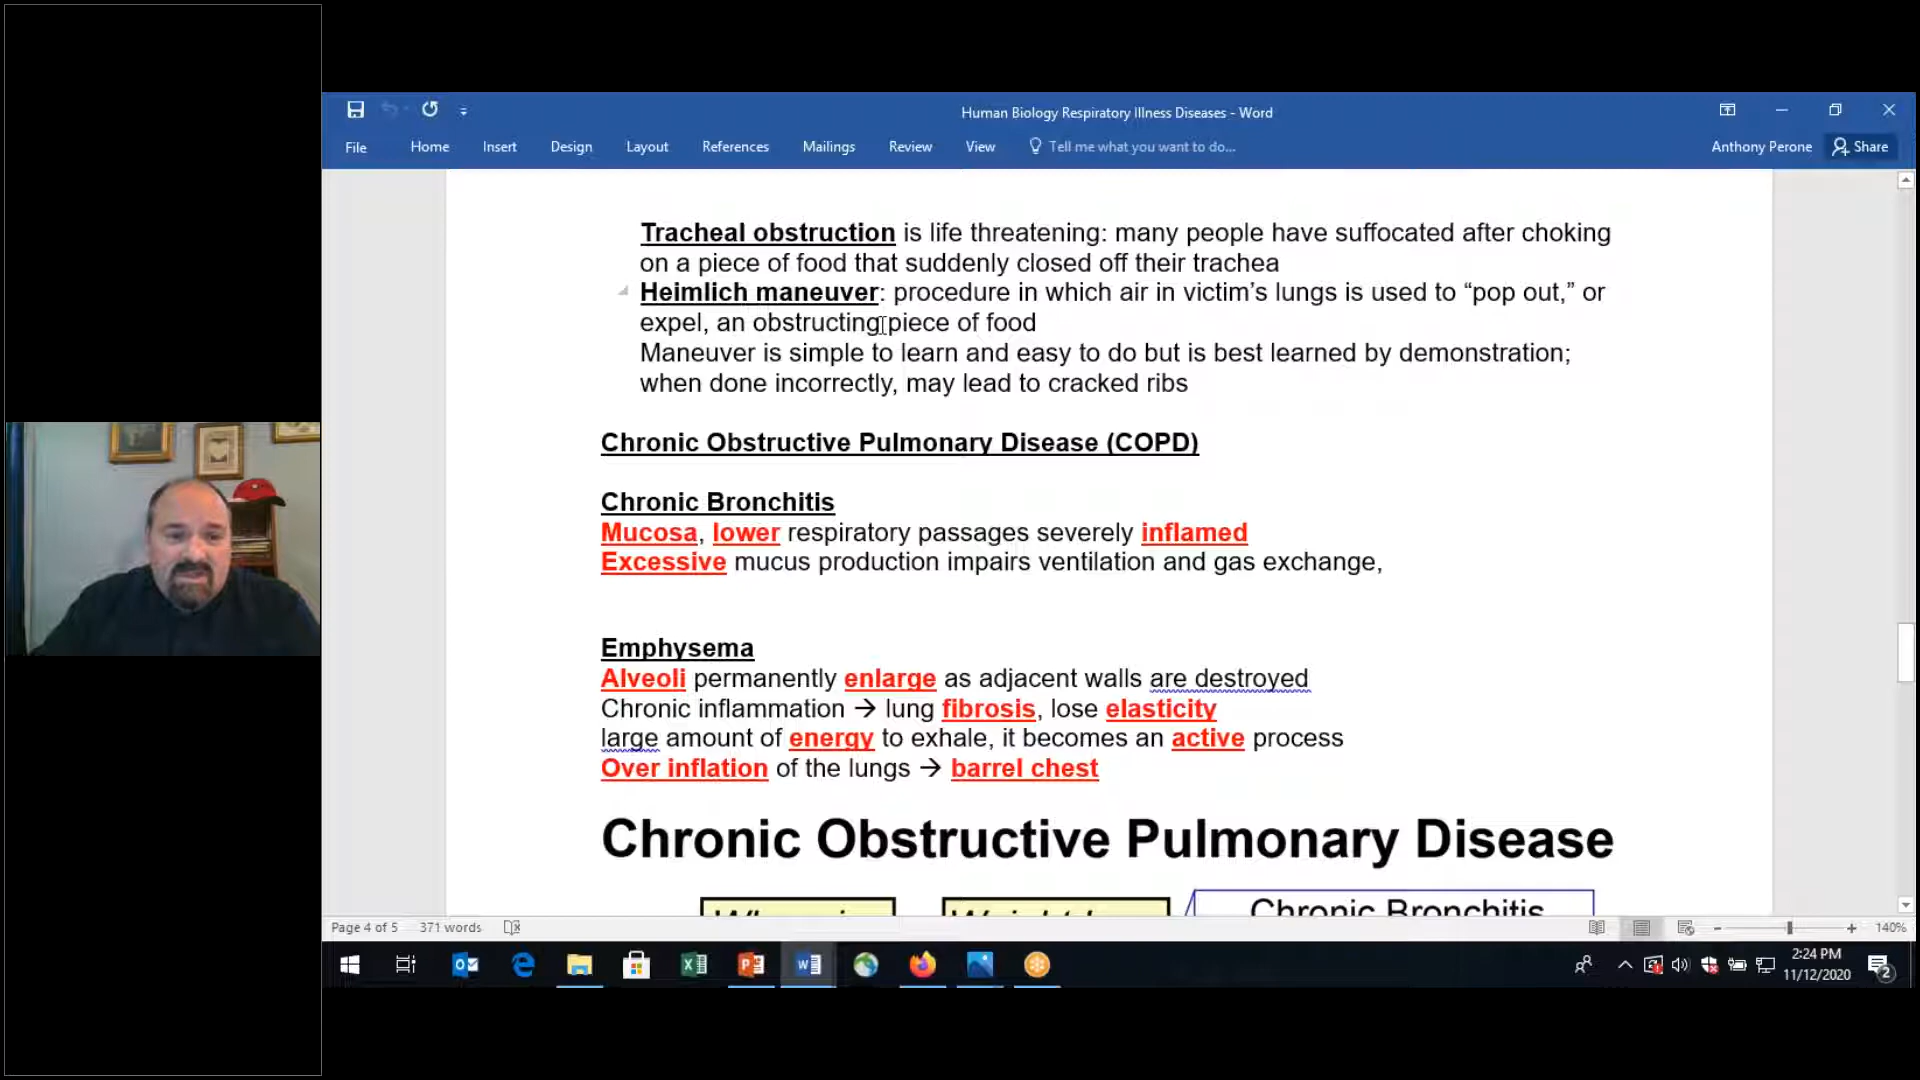 Human Biology Respiratory Illness Diseases - Word
File Home Insert Design Layout References Mailings Review View Tell me what you want to do... Anthony Perone Share
Tracheal obstruction is life threatening: many people have suffocated after choking
on a piece of food that suddenly closed off their trachea
Heimlich maneuver: procedure in which air in victim’s lungs is used to “pop out,” or
expel, an obstructing piece of food
Maneuver is simple to learn and easy to do but is best learned by demonstration;
when done incorrectly, may lead to cracked ribs
Chronic Obstructive Pulmonary Disease (COPD)
Chronic Bronchitis
Mucosa, lower respiratory passages severely inflamed
Excessive mucus production impairs ventilation and gas exchange,
Emphysema
Alveoli permanently enlarge as adjacent walls are destroyed
Chronic inflammation → lung fibrosis, lose elasticity
large amount of energy to exhale, it becomes an active process
Over inflation of the lungs → barrel chest
Chronic Obstructive Pulmonary Disease
Chronic Bronchitis
Page 4 of 5 371 words 140%
2:24 PM
11/12/2020
2